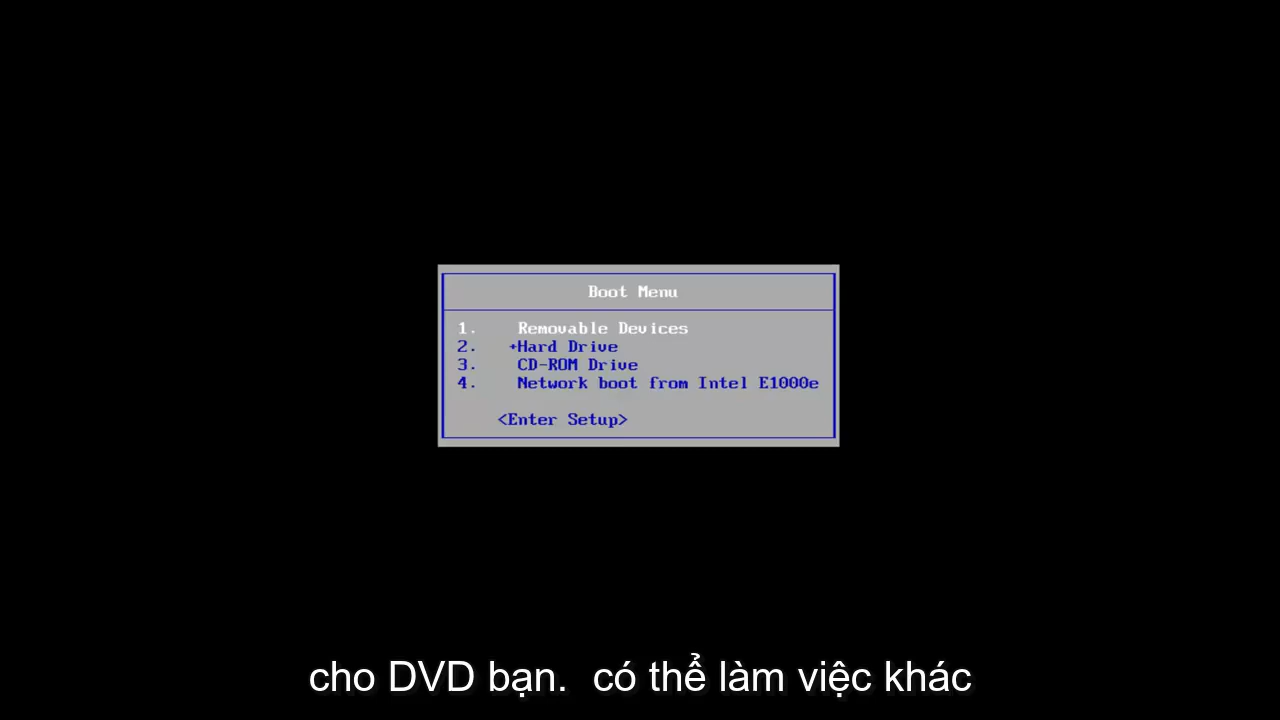 Boot Menu
1. Removable Devices
2. +Hard Drive
3. CD-ROM Drive
4. Network boot from Intel E1000e
<Enter Setup>
cho DVD bạn. có thể làm việc khác